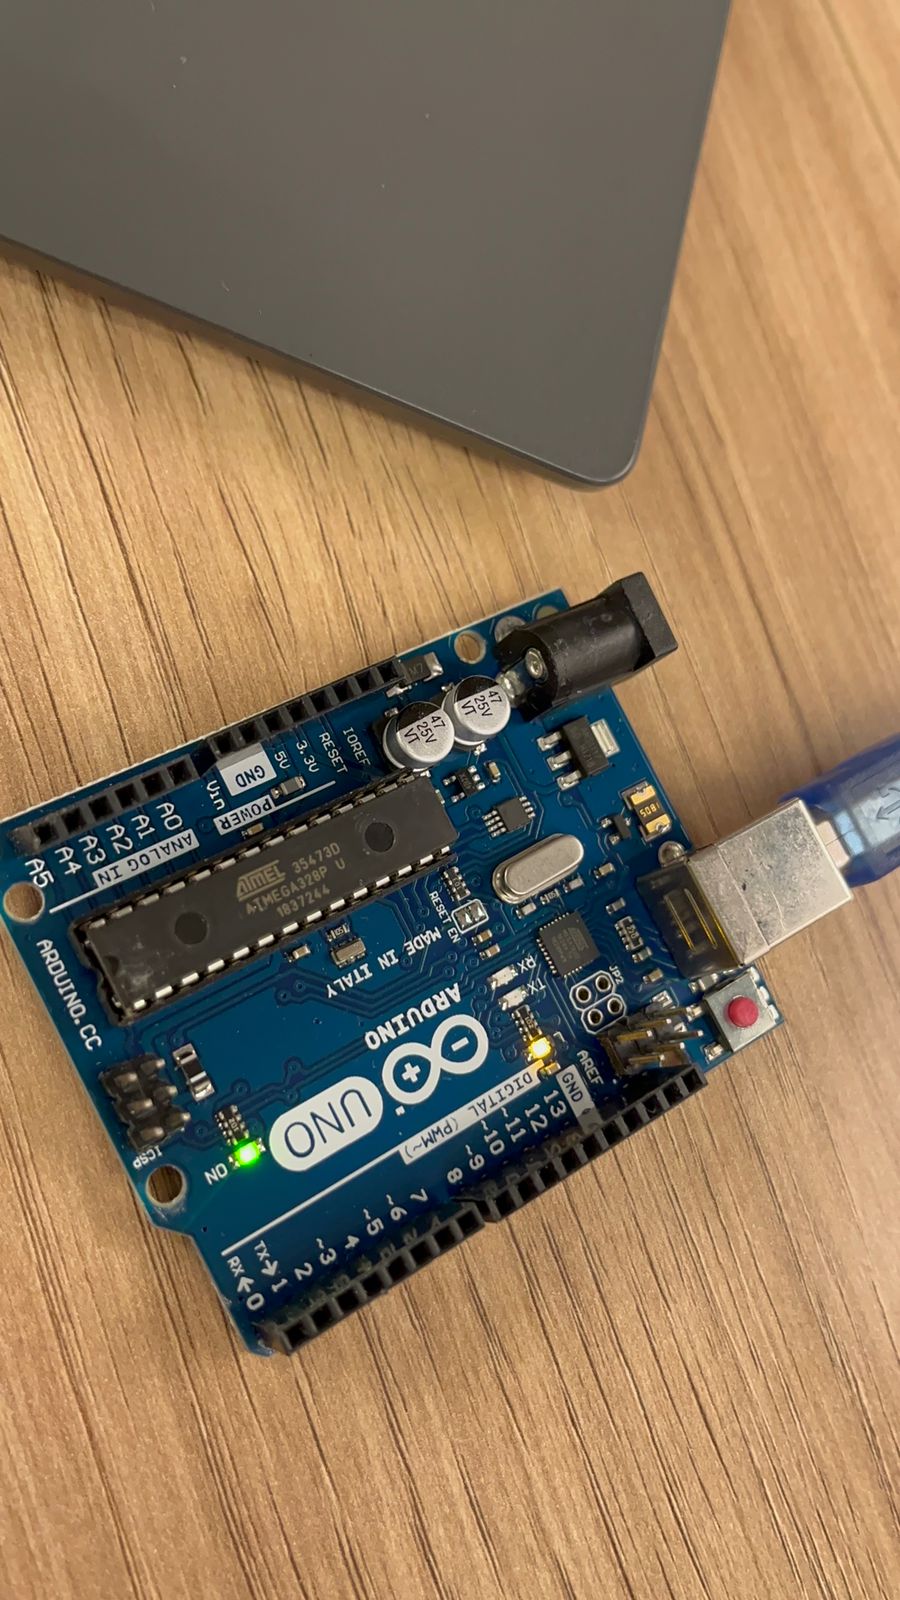 A5
A4
A3
A2
A1
A0
ANALOG IN
Vin
GND
5V
3.3V
RESET
IOREF
POWER
47
25V
VT
47
25V
VT
M7
ATMEL 35473D
ATMEGA328P U
1837244
RESET EN
MADE IN ITALY
RX
TX
JP2
ARDUINO.CC
ARDUINO
UNO
ICSP
ON
DIGITAL (PWM~)
AREF
GND
13
12
~11
~10
~9
8
7
~6
~5
4
~3
2
TX→1
RX←0